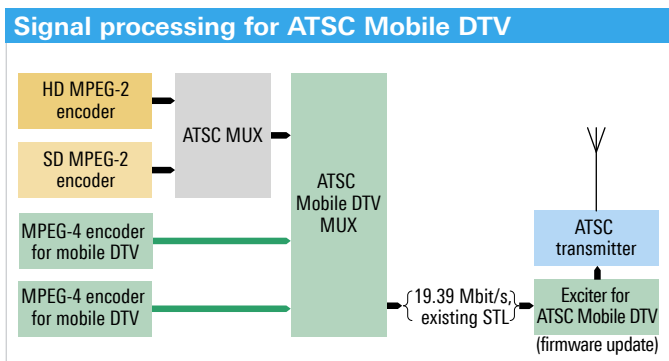 Signal processing for ATSC Mobile DTV
HD MPEG-2
encoder
ATSC MUX
SD MPEG-2
encoder
MPEG-4 encoder
for mobile DTV
MPEG-4 encoder
for mobile DTV
ATSC
Mobile DTV
MUX
19.39 Mbit/s,
existing STL
ATSC
transmitter
Exciter for
ATSC Mobile DTV
(firmware update)